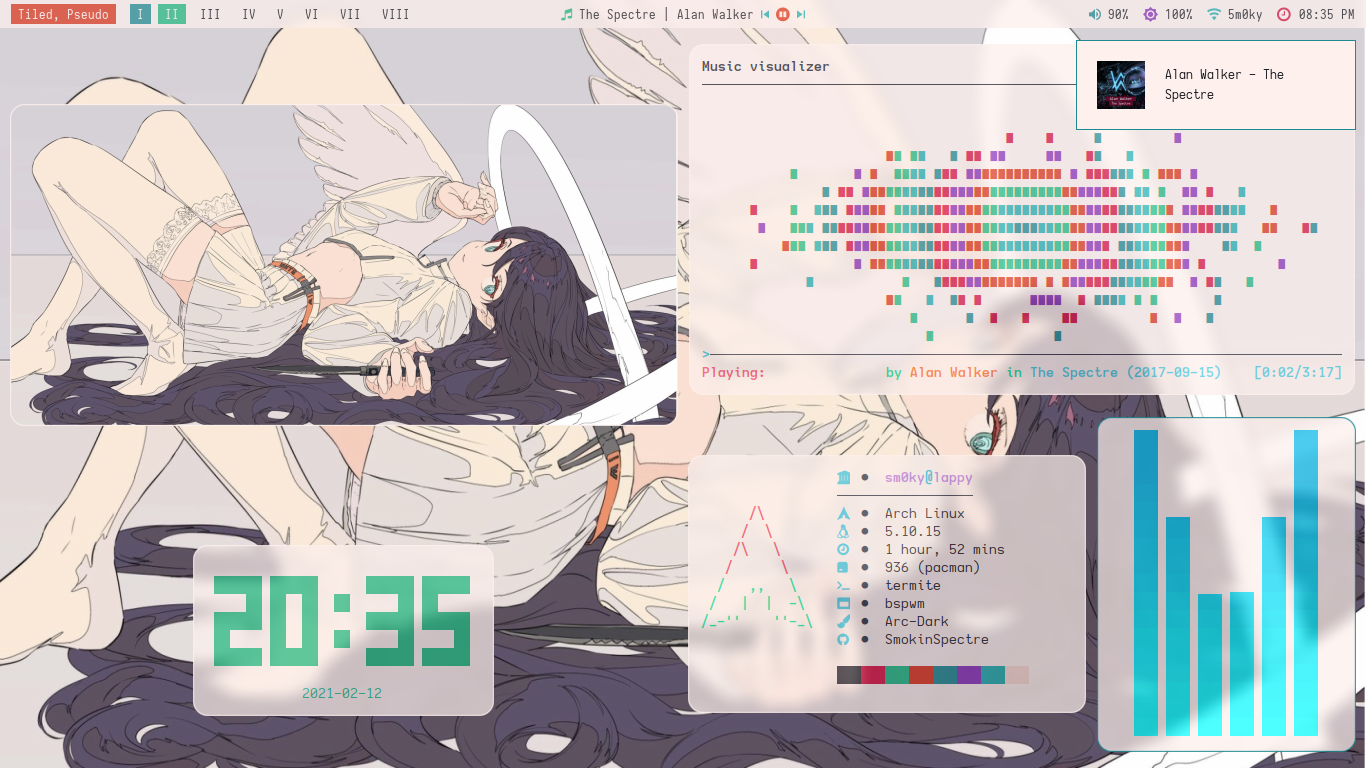 Tiled, Pseudo I II III IV V VI VII VIII The Spectre | Alan Walker 90% 100% 5m0ky 08:35 PM
Music visualizer
Alan Walker - The
Spectre
>
Playing: by Alan Walker in The Spectre (2017-09-15) [0:02/3:17]
sm0ky@lappy
Arch Linux
5.10.15
1 hour, 52 mins
936 (pacman)
termite
bspwm
Arc-Dark
SmokinSpectre
20:35
2021-02-12